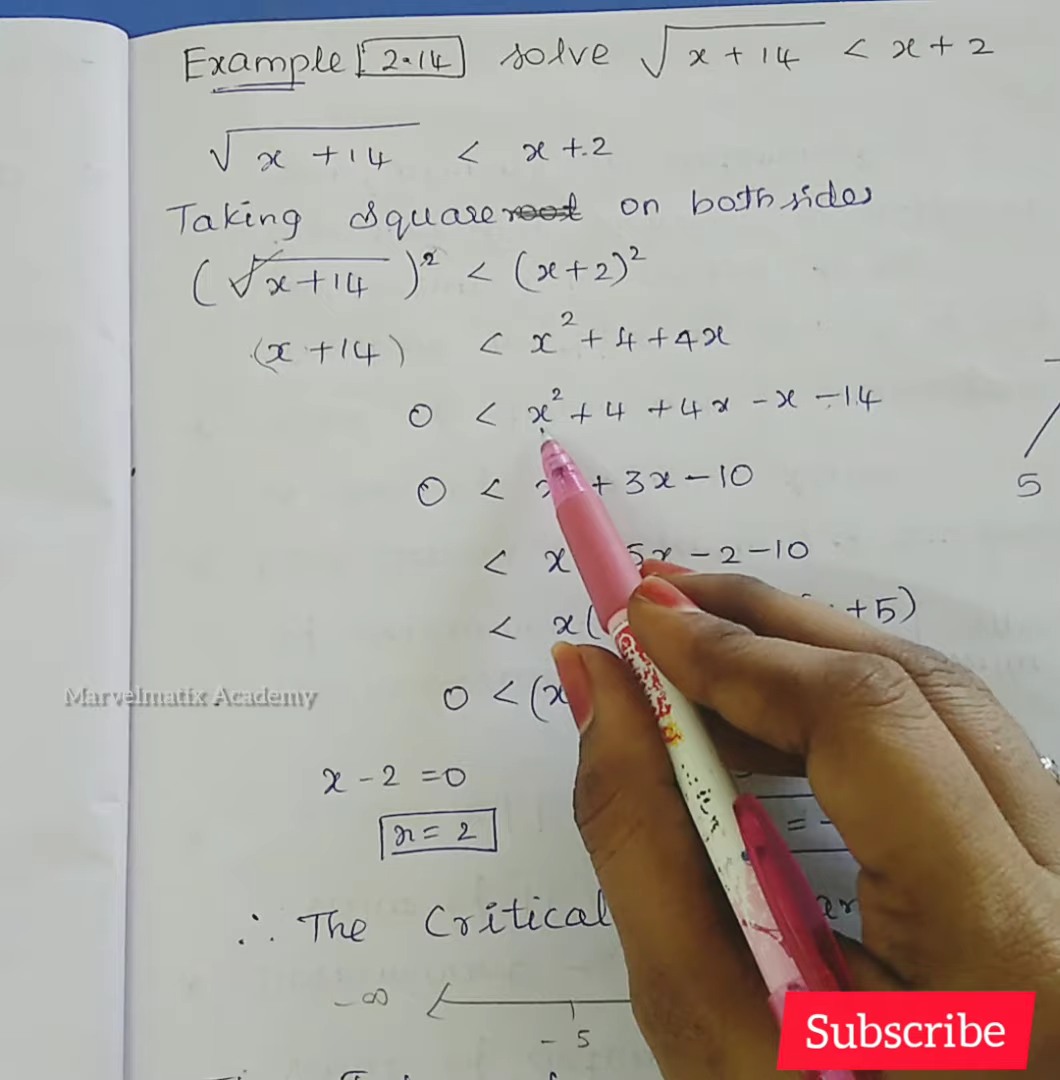 Example 2.14 solve √x + 14 < x + 2
√x + 14 < x + 2
Taking square on both sides
(√x + 14)² < (x + 2)²
(x + 14) < x² + 4 + 4x
0 < x² + 4 + 4x - x - 14
0 < + 3x - 10
5
< x 5x - 2 - 10
< x( + 5)
Marvelmatix Academy
0 < (x
x - 2 = 0
x = 2
=
∴ The Critical
-∞
- 5
Subscribe